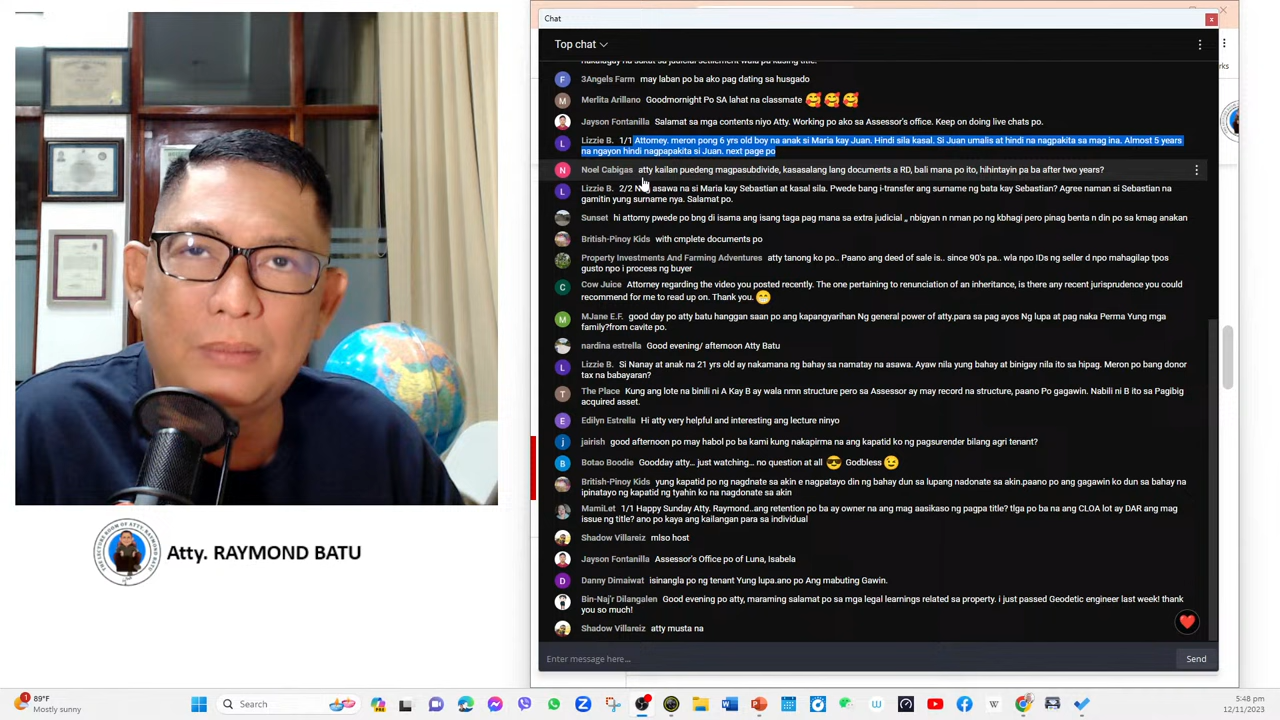 Chat
x
Top chat
nakalagay na sukat sa judicial settlement wala pa kasing title.
3Angels Farm may laban po ba ako pag dating sa husgado
Merlita Arillano Goodmornight Po SA lahat na classmate 🥰 🥰 🥰
Jayson Fontanilla Salamat sa mga contents niyo Atty. Working po ako sa Assessor's office. Keep on doing live chats po.
Lizzie B. 1/1 Attorney. meron pong 6 yrs old boy na anak si Maria kay Juan. Hindi sila kasal. Si Juan umalis at hindi na nagpakita sa mag ina. Almost 5 years
na ngayon hindi nagpapakita si Juan. next page po
Noel Cabigas atty kailan puedeng magpasubdivide, kasasalang lang documents a RD, bali mana po ito, hihintayin pa ba after two years?
Lizzie B. 2/2 asawa na si Maria kay Sebastian at kasal sila. Pwede bang i-transfer ang surname ng bata kay Sebastian? Agree naman si Sebastian na
gamitin yung surname nya. Salamat po.
Sunset hi attorny pwede po bng di isama ang isang taga pag mana sa extra judicial ,, nbigyan n nman po ng kbhagi pero pinag benta n din po sa kmag anakan
British-Pinoy Kids with cmplete documents po
Property Investments And Farming Adventures atty tanong ko po.. Paano ang deed of sale is.. since 90's pa.. wla npo IDs ng seller d npo mahagilap tpos
gusto npo i process ng buyer
Cow Juice Attorney regarding the video you posted recently. The one pertaining to renunciation of an inheritance, is there any recent jurisprudence you could
recommend for me to read up on. Thank you. 😁
MJane E.F. good day po atty batu hanggan saan po ang kapangyarihan Ng general power of atty.para sa pag ayos Ng lupa at pag naka Perma Yung mga
family?from cavite po.
nardina estrella Good evening/ afternoon Atty Batu
Lizzie B. Si Nanay at anak na 21 yrs old ay nakamana ng bahay sa namatay na asawa. Ayaw nila yung bahay at binigay nila ito sa hipag. Meron po bang donor
tax na babayaran?
The Place Kung ang lote na binili ni A Kay B ay wala nmn structure pero sa Assessor ay may record na structure, paano Po gagawin. Nabili ni B ito sa Pagibig
acquired asset.
Edilyn Estrella Hi atty very helpful and interesting ang lecture ninyo
jairish good afternoon po may habol po ba kami kung nakapirma na ang kapatid ko ng pagsurender bilang agri tenant?
Botao Boodie Goodday atty... just watching... no question at all 😎 Godbless 😉
British-Pinoy Kids yung kapatid po ng nagdnate sa akin e nagpatayo din ng bahay dun sa lupang nadonate sa akin.paano po ang gagawin ko dun sa bahay na
ipinatayo ng kapatid ng tyahin ko na nagdonate sa akin
MamiLet 1/1 Happy Sunday Atty. Raymond..ang retention po ba ay owner na ang mag aasikaso ng pagpa title? tlga po ba na ang CLOA lot ay DAR ang mag
issue ng title? ano po kaya ang kailangan para sa individual
Shadow Villareiz mlso host
Jayson Fontanilla Assessor's Office po of Luna, Isabela
Danny Dimaiwat isinangla po ng tenant Yung lupa.ano po Ang mabuting Gawin.
Bin-Naj'r Dilangalen Good evening po atty, maraming salamat po sa mga legal learnings related sa property. i just passed Geodetic engineer last week! thank
you so much!
Shadow Villareiz atty musta na
Enter message here...
Send
Atty. RAYMOND BATU
89°F
Mostly sunny
Search
5:48 pm
12/11/2023